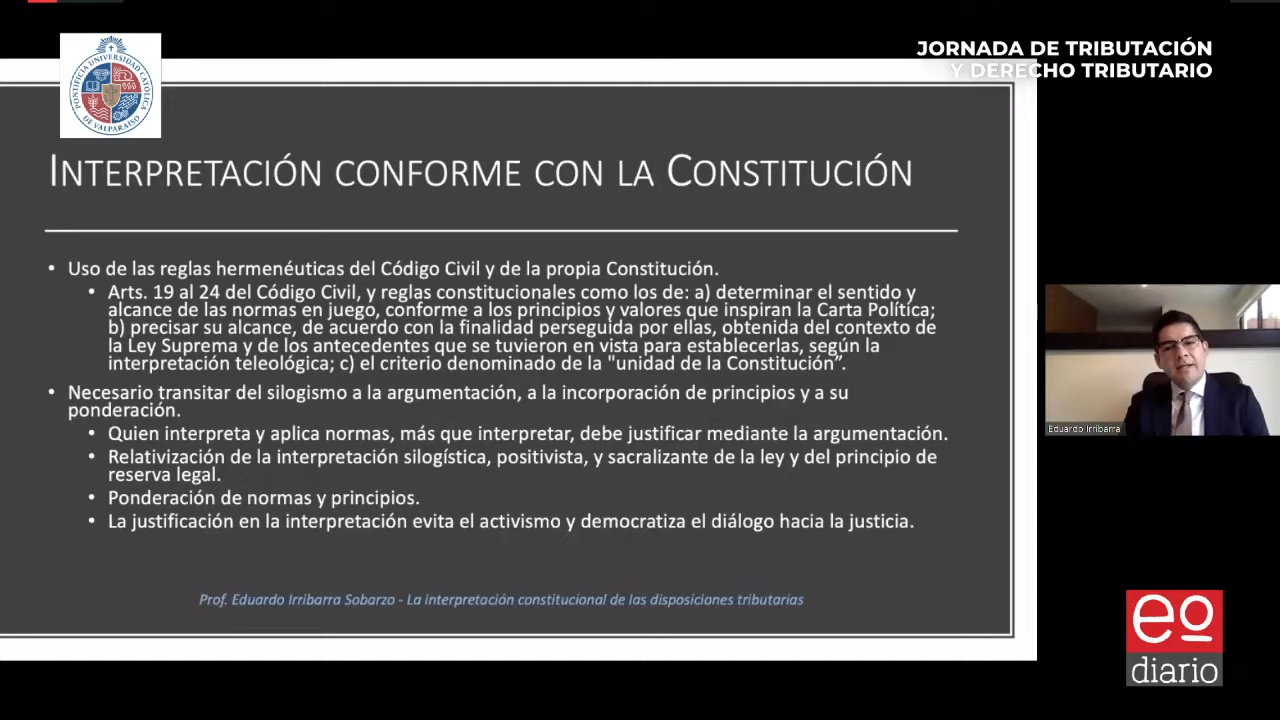 JORNADA DE TRIBUTACIÓN
Y DERECHO TRIBUTARIO
PONTIFICIA UNIVERSIDAD CATÓLICA
DE VALPARAÍSO
INTERPRETACIÓN CONFORME CON LA CONSTITUCIÓN
• Uso de las reglas hermenéuticas del Código Civil y de la propia Constitución.
• Arts. 19 al 24 del Código Civil, y reglas constitucionales como los de: a) determinar el sentido y
alcance de las normas en juego, conforme a los principios y valores que inspiran la Carta Política;
b) precisar su alcance, de acuerdo con la finalidad perseguida por ellas, obtenida del contexto de
la Ley Suprema y de los antecedentes que se tuvieron en vista para establecerlas, según la
interpretación teleológica; c) el criterio denominado de la "unidad de la Constitución”.
• Necesario transitar del silogismo a la argumentación, a la incorporación de principios y a su
ponderación.
• Quien interpreta y aplica normas, más que interpretar, debe justificar mediante la argumentación.
• Relativización de la interpretación silogística, positivista, y sacralizante de la ley y del principio de
reserva legal.
• Ponderación de normas y principios.
• La justificación en la interpretación evita el activismo y democratiza el diálogo hacia la justicia.
Prof. Eduardo Irribarra Sobarzo - La interpretación constitucional de las disposiciones tributarias
Eduardo Irribarra
eo
diario